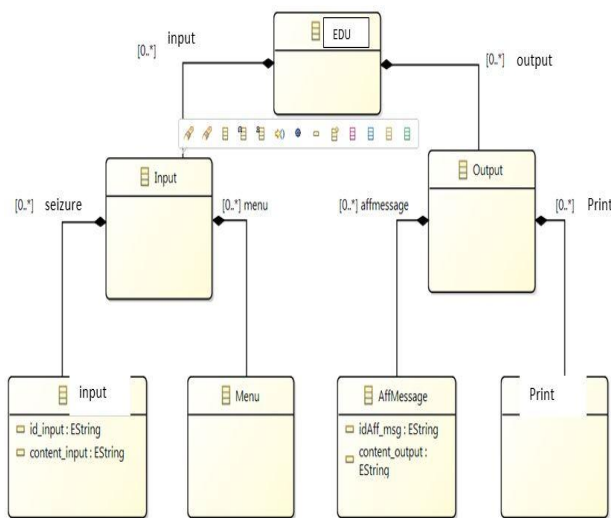 EDU
input
[0..*]
[0..*]
output
Input
Output
[0..*] seizure
[0..*] menu
[0..*] affmessage
[0..*] Print
input
Menu
AffMessage
Print
id_input : EString
content_input : EString
idAff_msg : EString
content_output :
EString